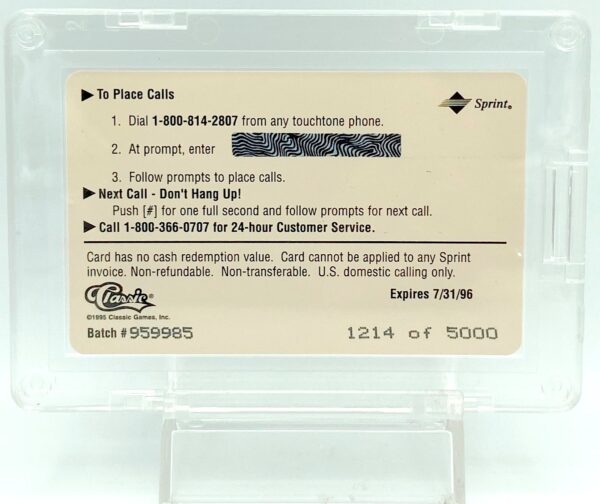 ▶ To Place Calls
Sprint®
1. Dial 1-800-814-2807 from any touchtone phone.
2. At prompt, enter
3. Follow prompts to place calls.
▶ Next Call - Don't Hang Up!
Push [#] for one full second and follow prompts for next call.
▶ Call 1-800-366-0707 for 24-hour Customer Service.
Card has no cash redemption value. Card cannot be applied to any Sprint
invoice. Non-refundable. Non-transferable. U.S. domestic calling only.
Classic®
Expires 7/31/96
©1995 Classic Games, Inc.
Batch # 959985
1214 of 5000